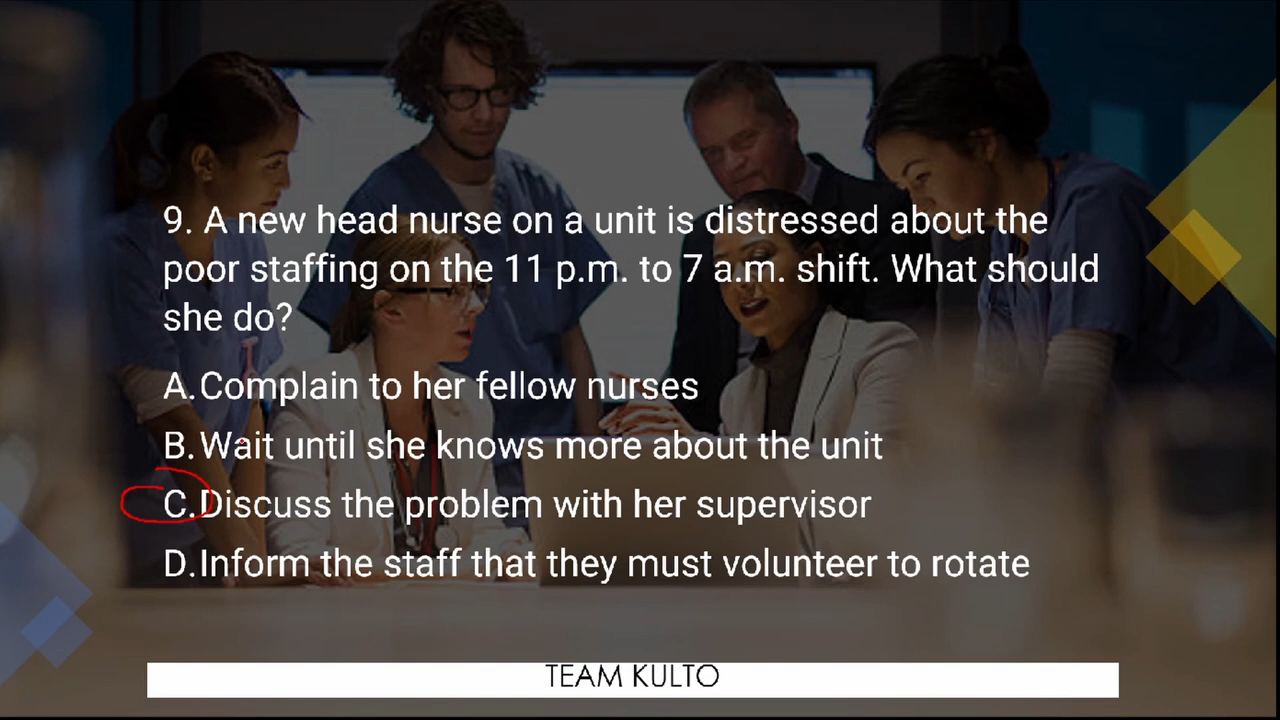 9. A new head nurse on a unit is distressed about the
poor staffing on the 11 p.m. to 7 a.m. shift. What should
she do?
A.Complain to her fellow nurses
B.Wait until she knows more about the unit
C.Discuss the problem with her supervisor
D.Inform the staff that they must volunteer to rotate
TEAM KULTO